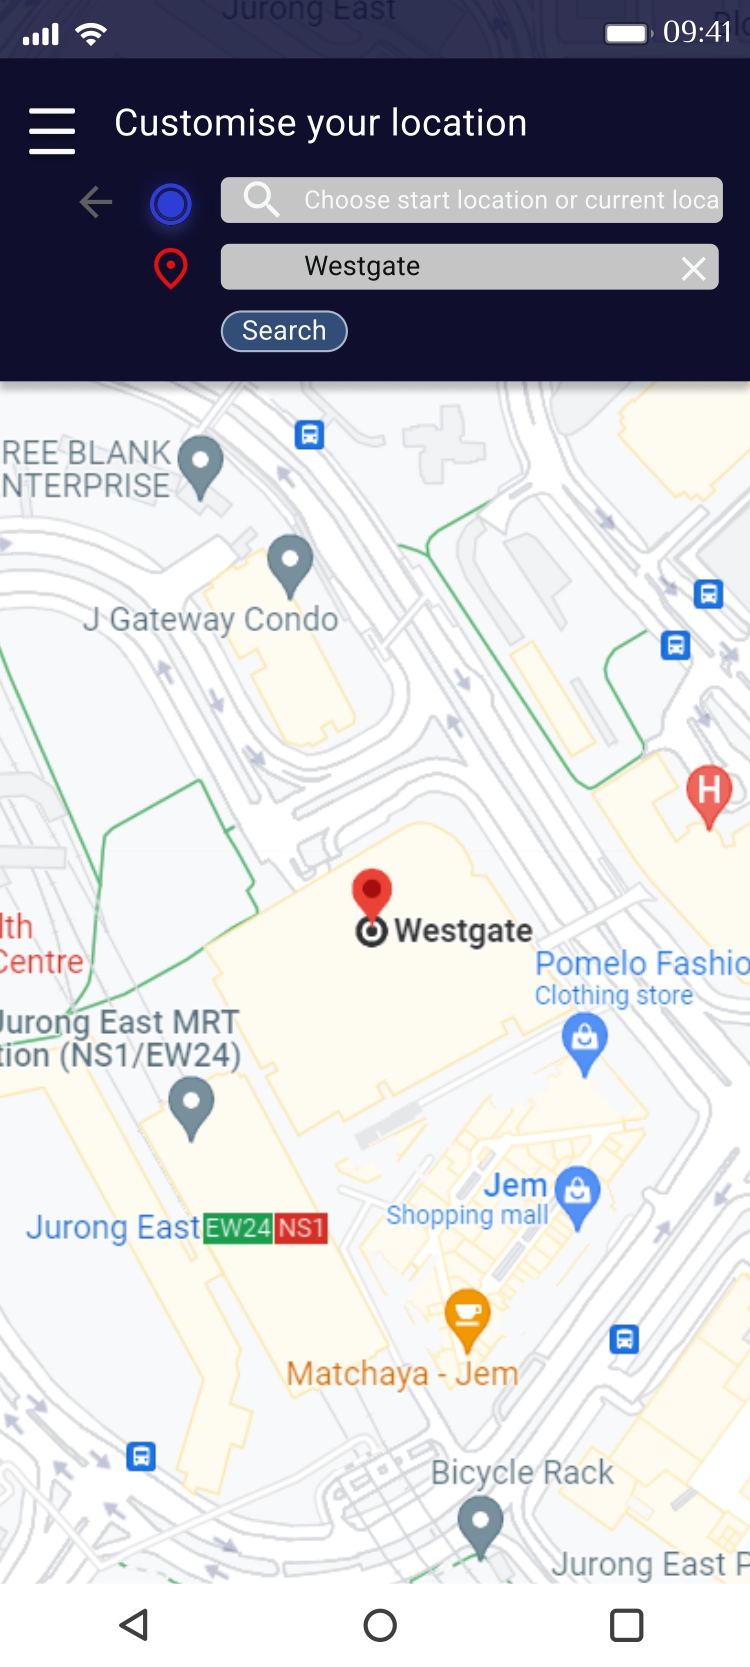 Jurong East
09:41
Customise your location
Choose start location or current loca
Westgate
Search
REE BLANK
NTERPRISE
J Gateway Condo
H
Westgate
lth
Centre
Pomelo Fashio
Clothing store
Jurong East MRT
tion (NS1/EW24)
Jem
Shopping mall
Jurong East EW24 NS1
Matchaya - Jem
Bicycle Rack
Jurong East P